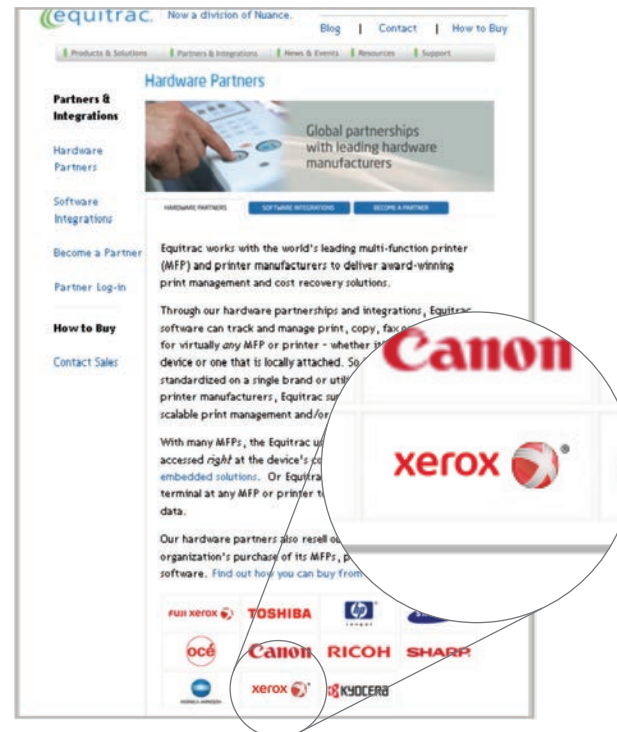 equitrac. Now a division of Nuance.
Blog | Contact | How to Buy
Products & Solutions Partners & Integrations News & Events Resources Support
Hardware Partners
Partners &
Integrations
Hardware
Partners
Software
Integrations
Become a Partner
Partner Log-in
How to Buy
Contact Sales
Global partnerships
with leading hardware
manufacturers
HARDWARE PARTNERS SOFTWARE INTEGRATIONS BECOME A PARTNER
Equitrac works with the world's leading multi-function printer
(MFP) and printer manufacturers to deliver award-winning
print management and cost recovery solutions.
Through our hardware partnerships and integrations, Equitrac
software can track and manage print, copy, fax
for virtually any MFP or printer - whether
device or one that is locally attached. So
standardized on a single brand or
printer manufacturers, Equitrac
scalable print management and/or
With many MFPs, the Equitrac
accessed right at the device's
embedded solutions. Or
terminal at any MFP or printer
data.
Our hardware partners also resell
organization's purchase of its MFPs,
software. Find out how you can buy from
Canon
xerox ®
FUJI XEROX TOSHIBA hp
invent
océ Canon RICOH SHARP
KONICA MINOLTA xerox KYOCERA